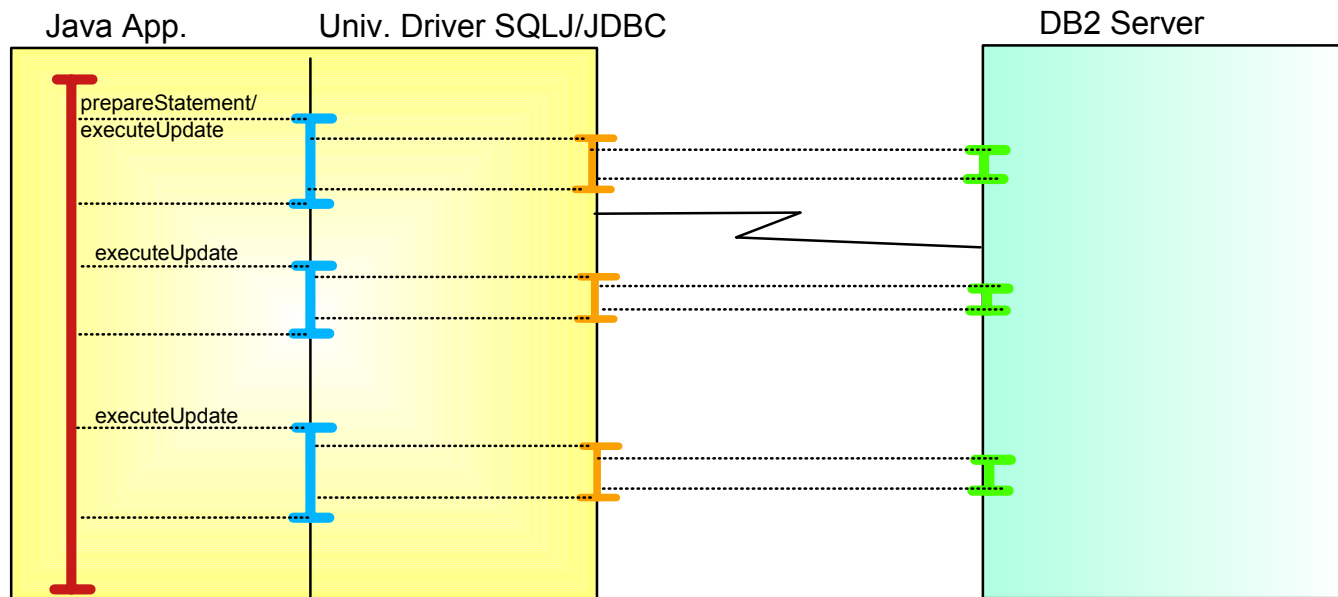 Java App.
Univ. Driver SQLJ/JDBC
DB2 Server
prepareStatement/
executeUpdate
executeUpdate
executeUpdate